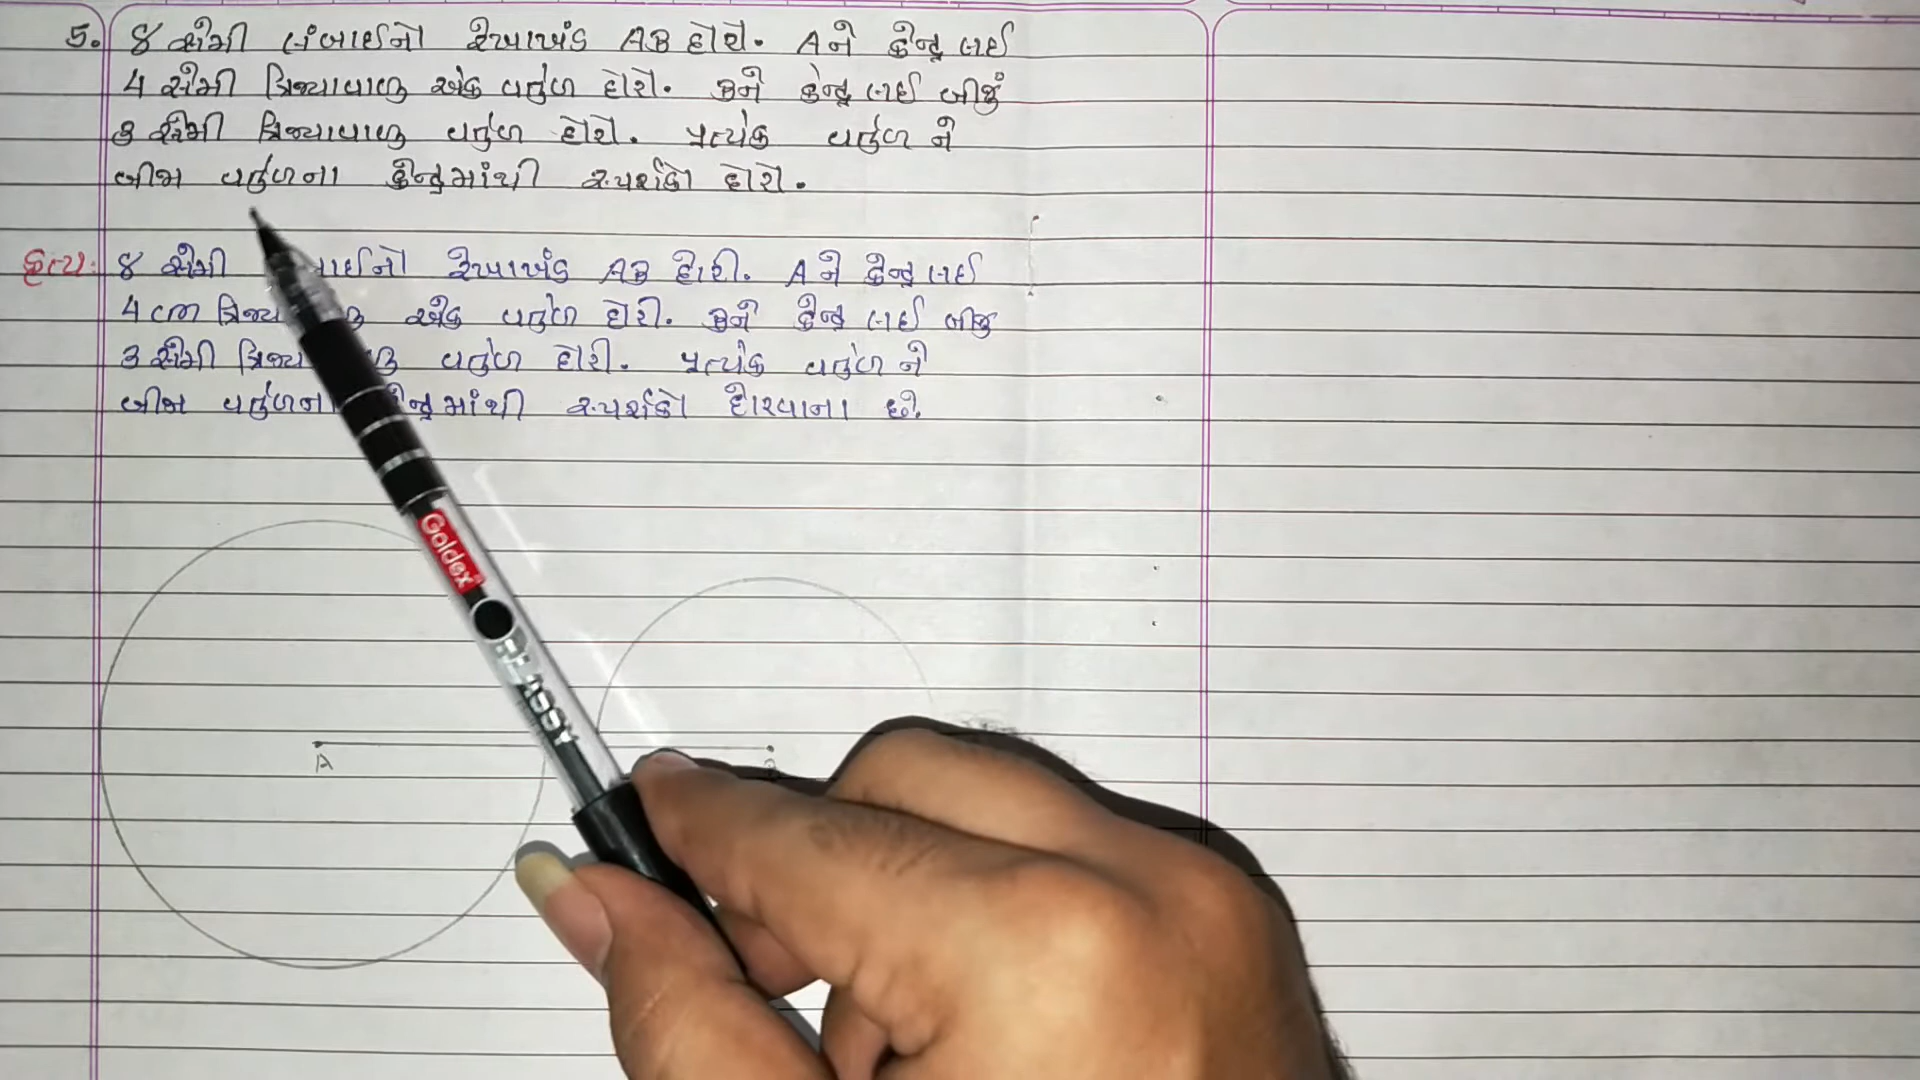 5. 8 સેમી લંબાઈનો રેખાખંડ AB દોરો. A ને કેન્દ્ર લઈ
4 સેમી ત્રિજ્યાવાળુ એક વર્તુળ દોરો. B ને કેન્દ્ર લઈ બીજું
3 સેમી ત્રિજ્યાવાળુ વર્તુળ દોરો. પ્રત્યેક વર્તુળ ને
બીજા વર્તુળના કેન્દ્રમાંથી સ્પર્શકો દોરો.
કૃત્ય: 8 સેમી રેખાખંડ AB દોરી. A ને કેન્દ્ર લઈ
4 cm એક વર્તુળ દોરી. B ને કેન્દ્ર લઈ બીજુ
3 સેમી વર્તુળ દોરી. પ્રત્યેક વર્તુળ ને
બીજા વર્તુળના કેન્દ્રમાંથી સ્પર્શકો દોરવાના છે.
Goldex
KLASSY
A